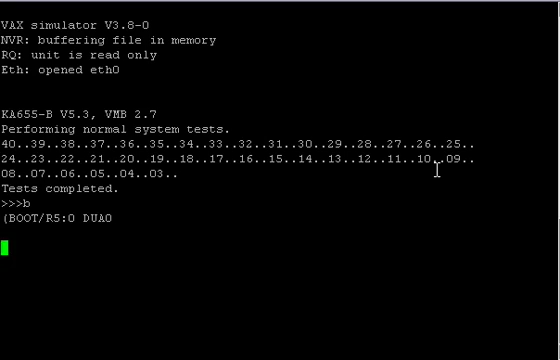 VAX simulator V3.8-0
NVR: buffering file in memory
RQ: unit is read only
Eth: opened eth0
KA655-B V5.3, VMB 2.7
Performing normal system tests.
40..39..38..37..36..35..34..33..32..31..30..29..28..27..26..25..
24..23..22..21..20..19..18..17..16..15..14..13..12..11..10..09..
08..07..06..05..04..03..
Tests completed.
>>>b
(BOOT/R5:0 DUA0